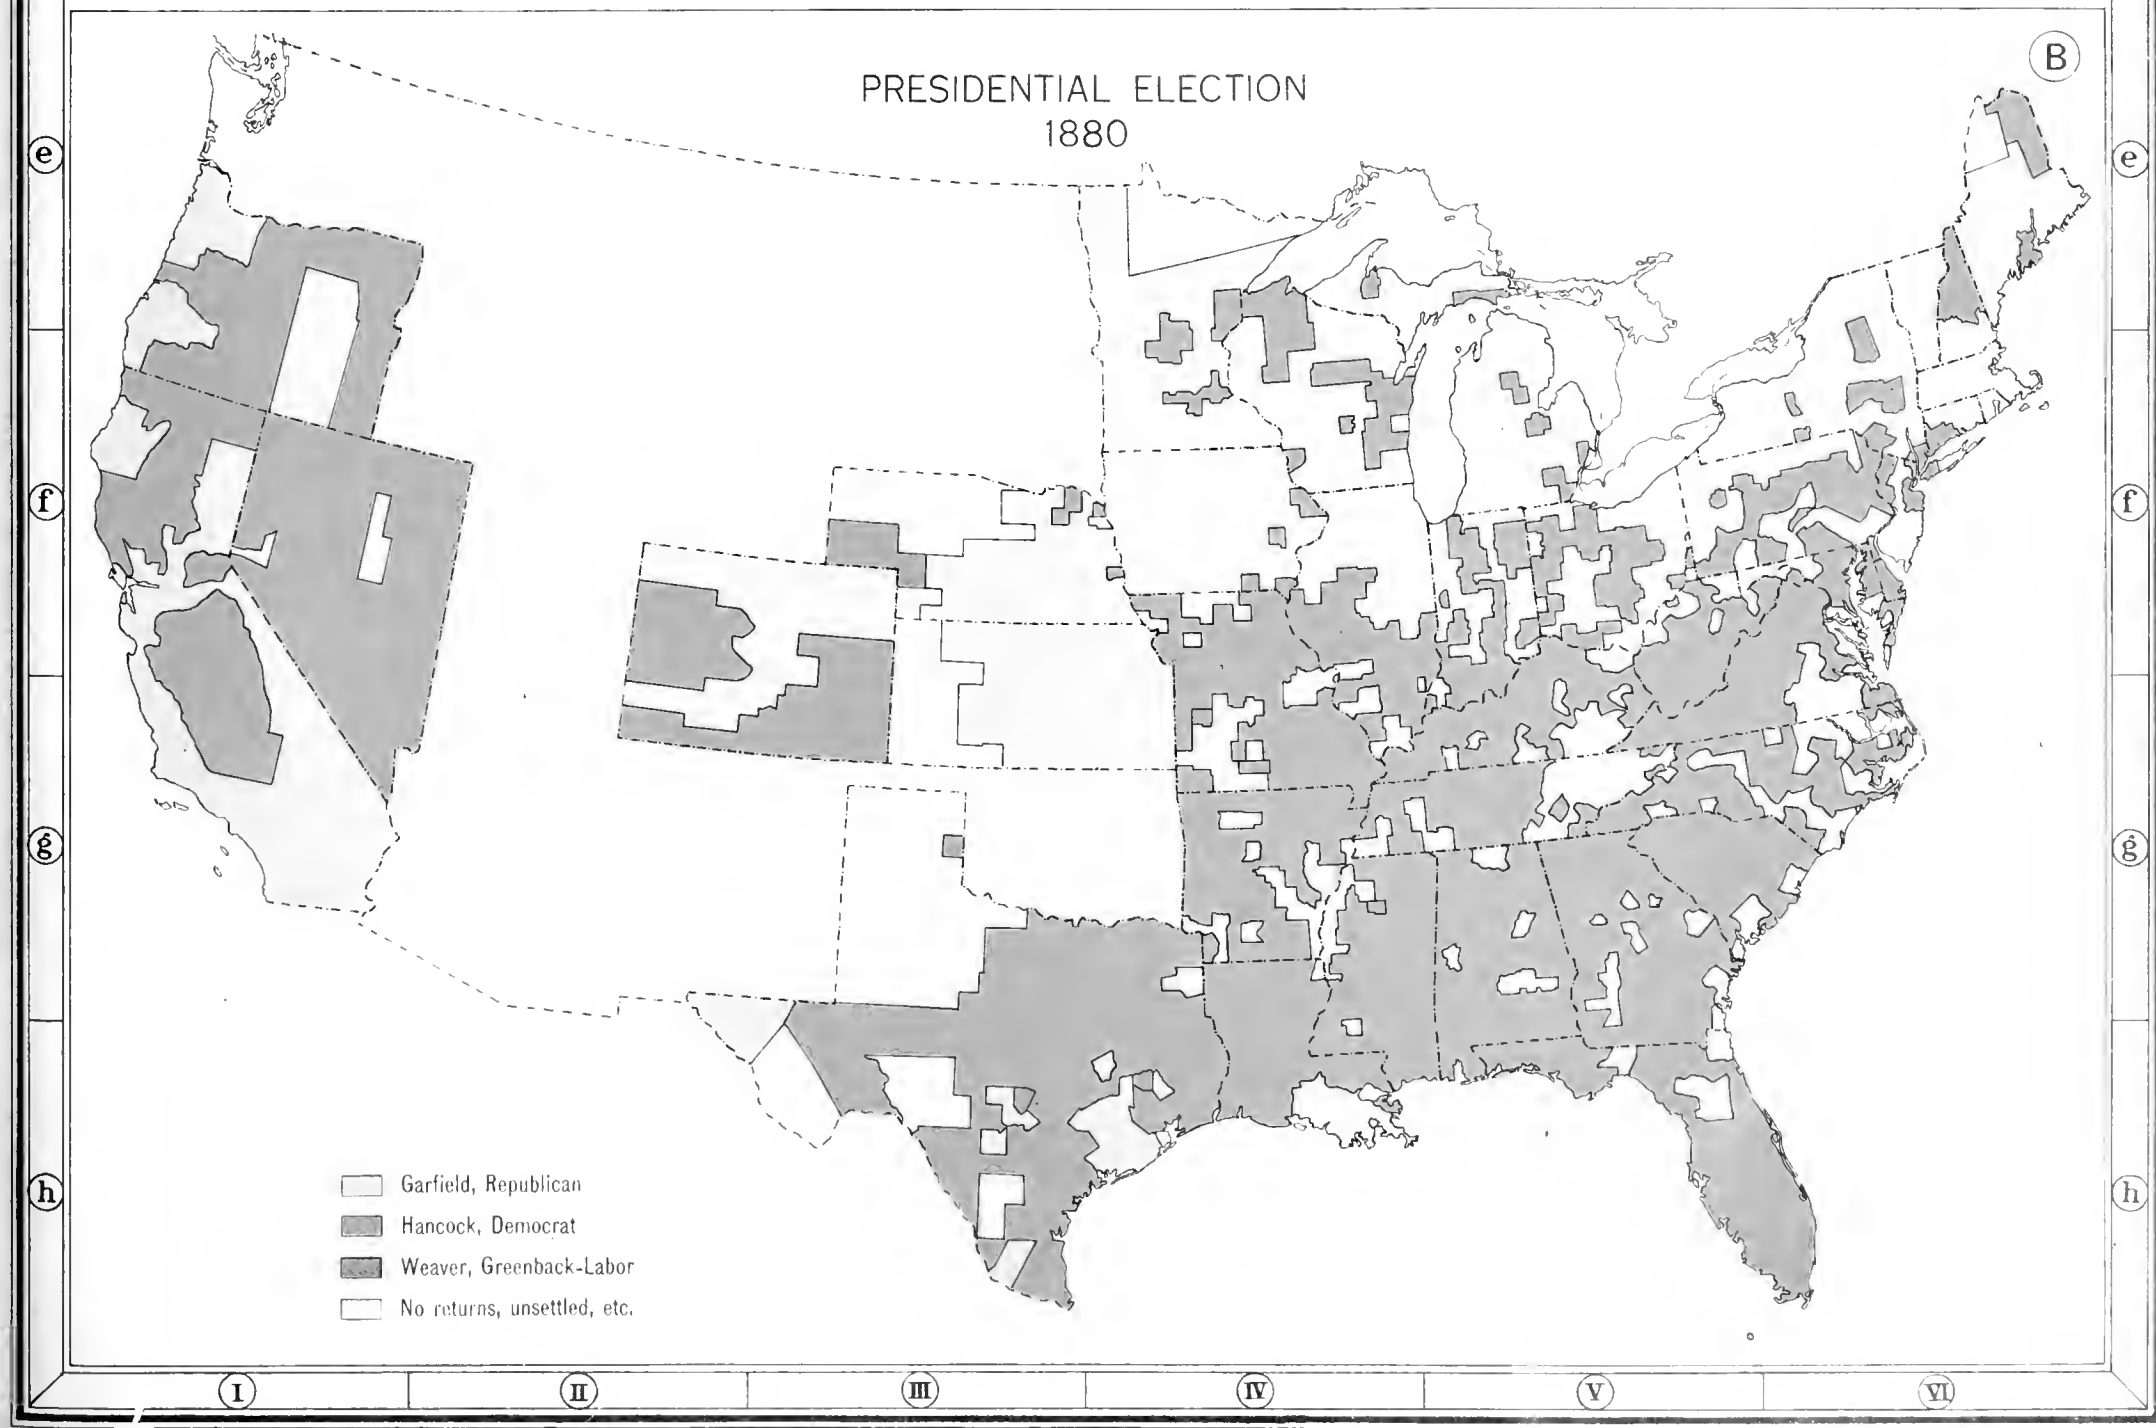 B
PRESIDENTIAL ELECTION
1880
e
e
f
f
g
g
h
h
Garfield, Republican
Hancock, Democrat
Weaver, Greenback-Labor
No returns, unsettled, etc.
I
II
III
IV
V
VI